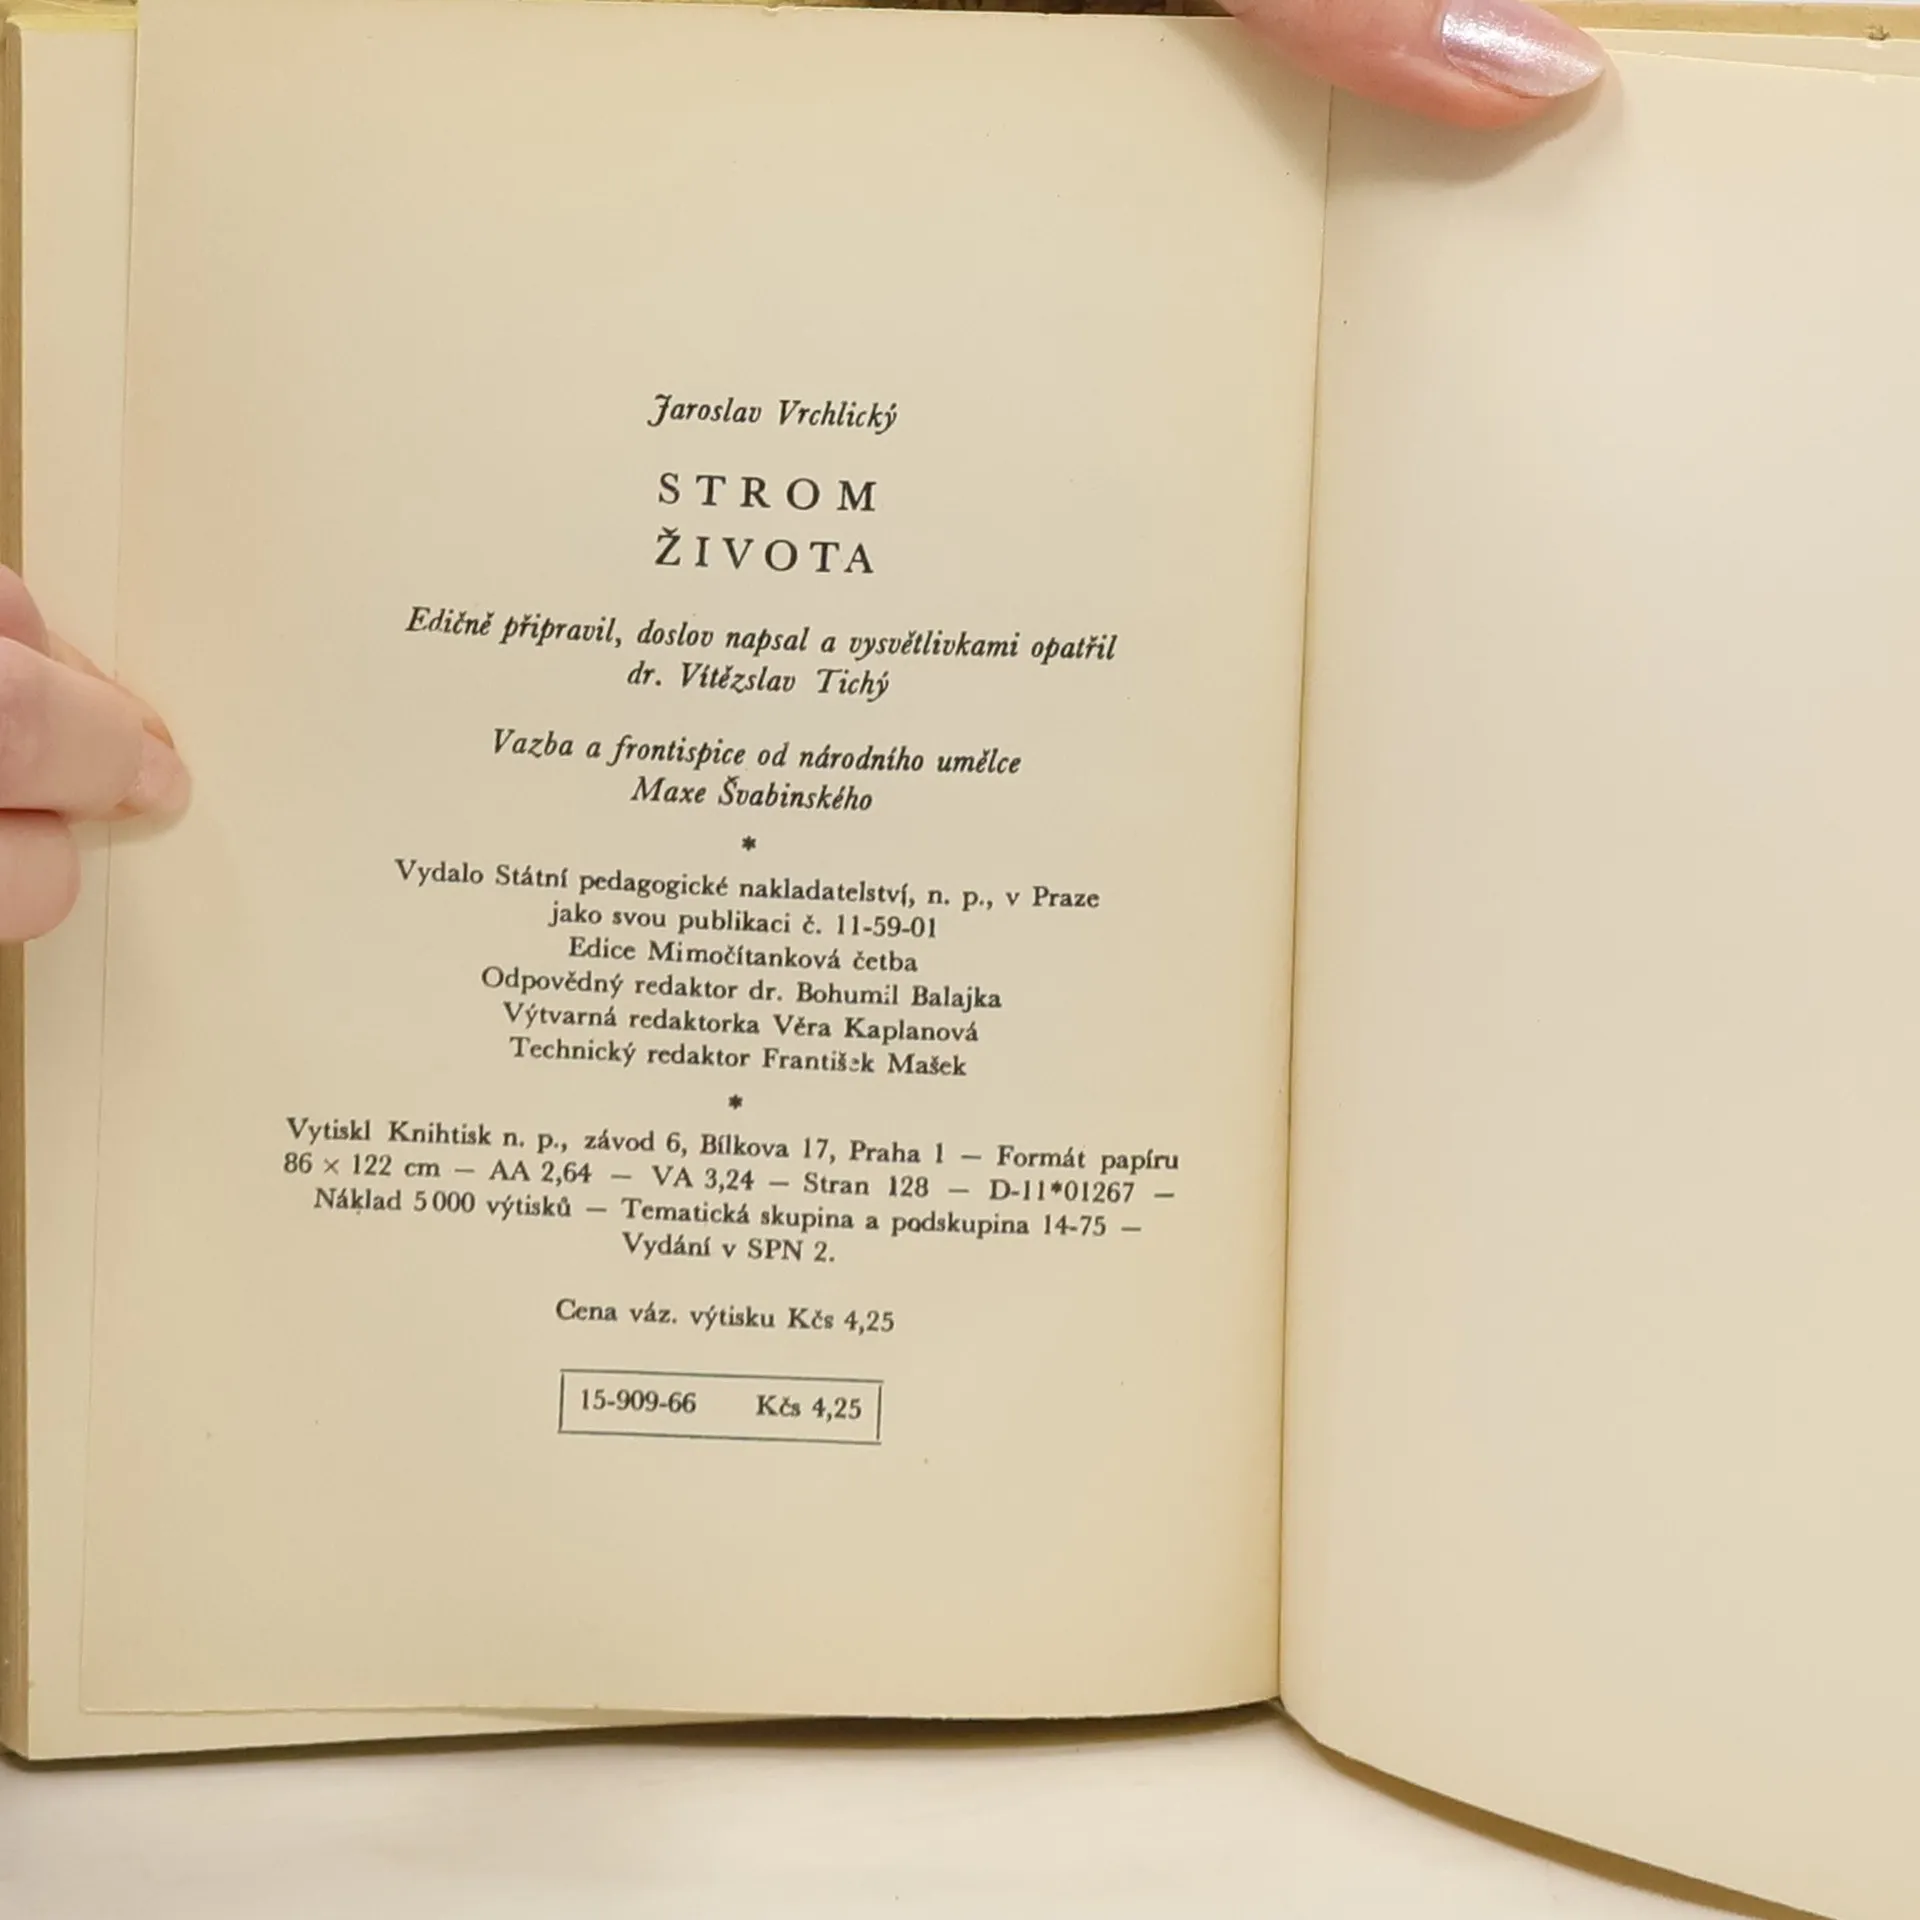 Jaroslav Vrchlický
STROM
ŽIVOTA
Edičně připravil, doslov napsal a vysvětlivkami opatřil
dr. Vítězslav Tichý
Vazba a frontispice od národního umělce
Maxe Švabinského
*
Vydalo Státní pedagogické nakladatelství, n. p., v Praze
jako svou publikaci č. 11-59-01
Edice Mimočítanková četba
Odpovědný redaktor dr. Bohumil Balajka
Výtvarná redaktorka Věra Kaplanová
Technický redaktor František Mašek
*
Vytiskl Knihtisk n. p., závod 6, Bílkova 17, Praha 1 — Formát papíru
86 × 122 cm — AA 2,64 — VA 3,24 — Stran 128 — D-11*01267 —
Náklad 5 000 výtisků — Tematická skupina a podskupina 14-75 —
Vydání v SPN 2.
Cena váz. výtisku Kčs 4,25
15-909-66 Kčs 4,25